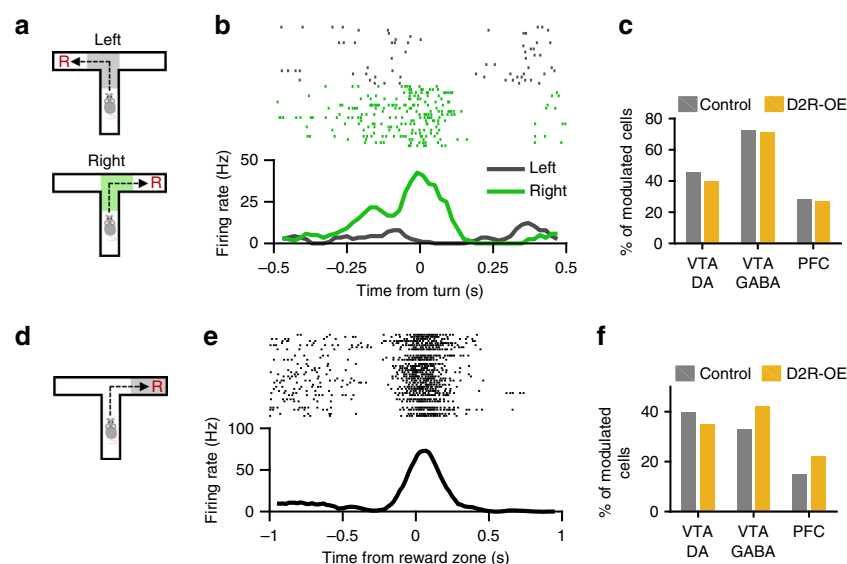 a
Left
R
Right
R
b
Firing rate (Hz)
50
25
0
Left
Right
−0.5
−0.25
0
0.25
0.5
Time from turn (s)
c
Control
D2R-OE
% of modulated cells
80
60
40
20
0
VTA
DA
VTA
GABA
PFC
d
R
e
Firing rate (Hz)
100
50
0
−1
−0.5
0
0.5
1
Time from reward zone (s)
f
Control
D2R-OE
% of modulated
cells
40
20
0
VTA
DA
VTA
GABA
PFC